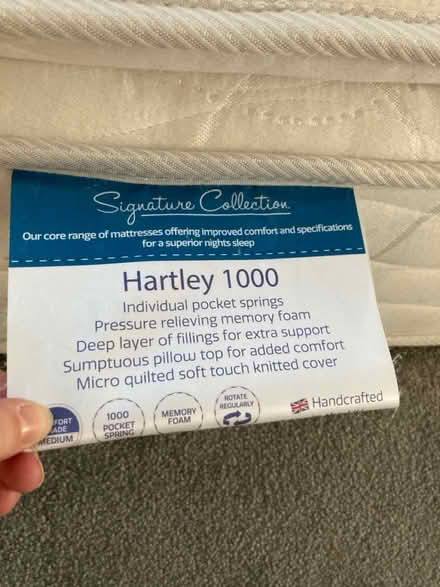 Signature Collection
Our core range of mattresses offering improved comfort and specifications
for a superior nights sleep
Hartley 1000
Individual pocket springs
Pressure relieving memory foam
Deep layer of fillings for extra support
Sumptuous pillow top for added comfort
Micro quilted soft touch knitted cover
MEDIUM
1000
POCKET
SPRING
MEMORY
FOAM
ROTATE
REGULARLY
Handcrafted